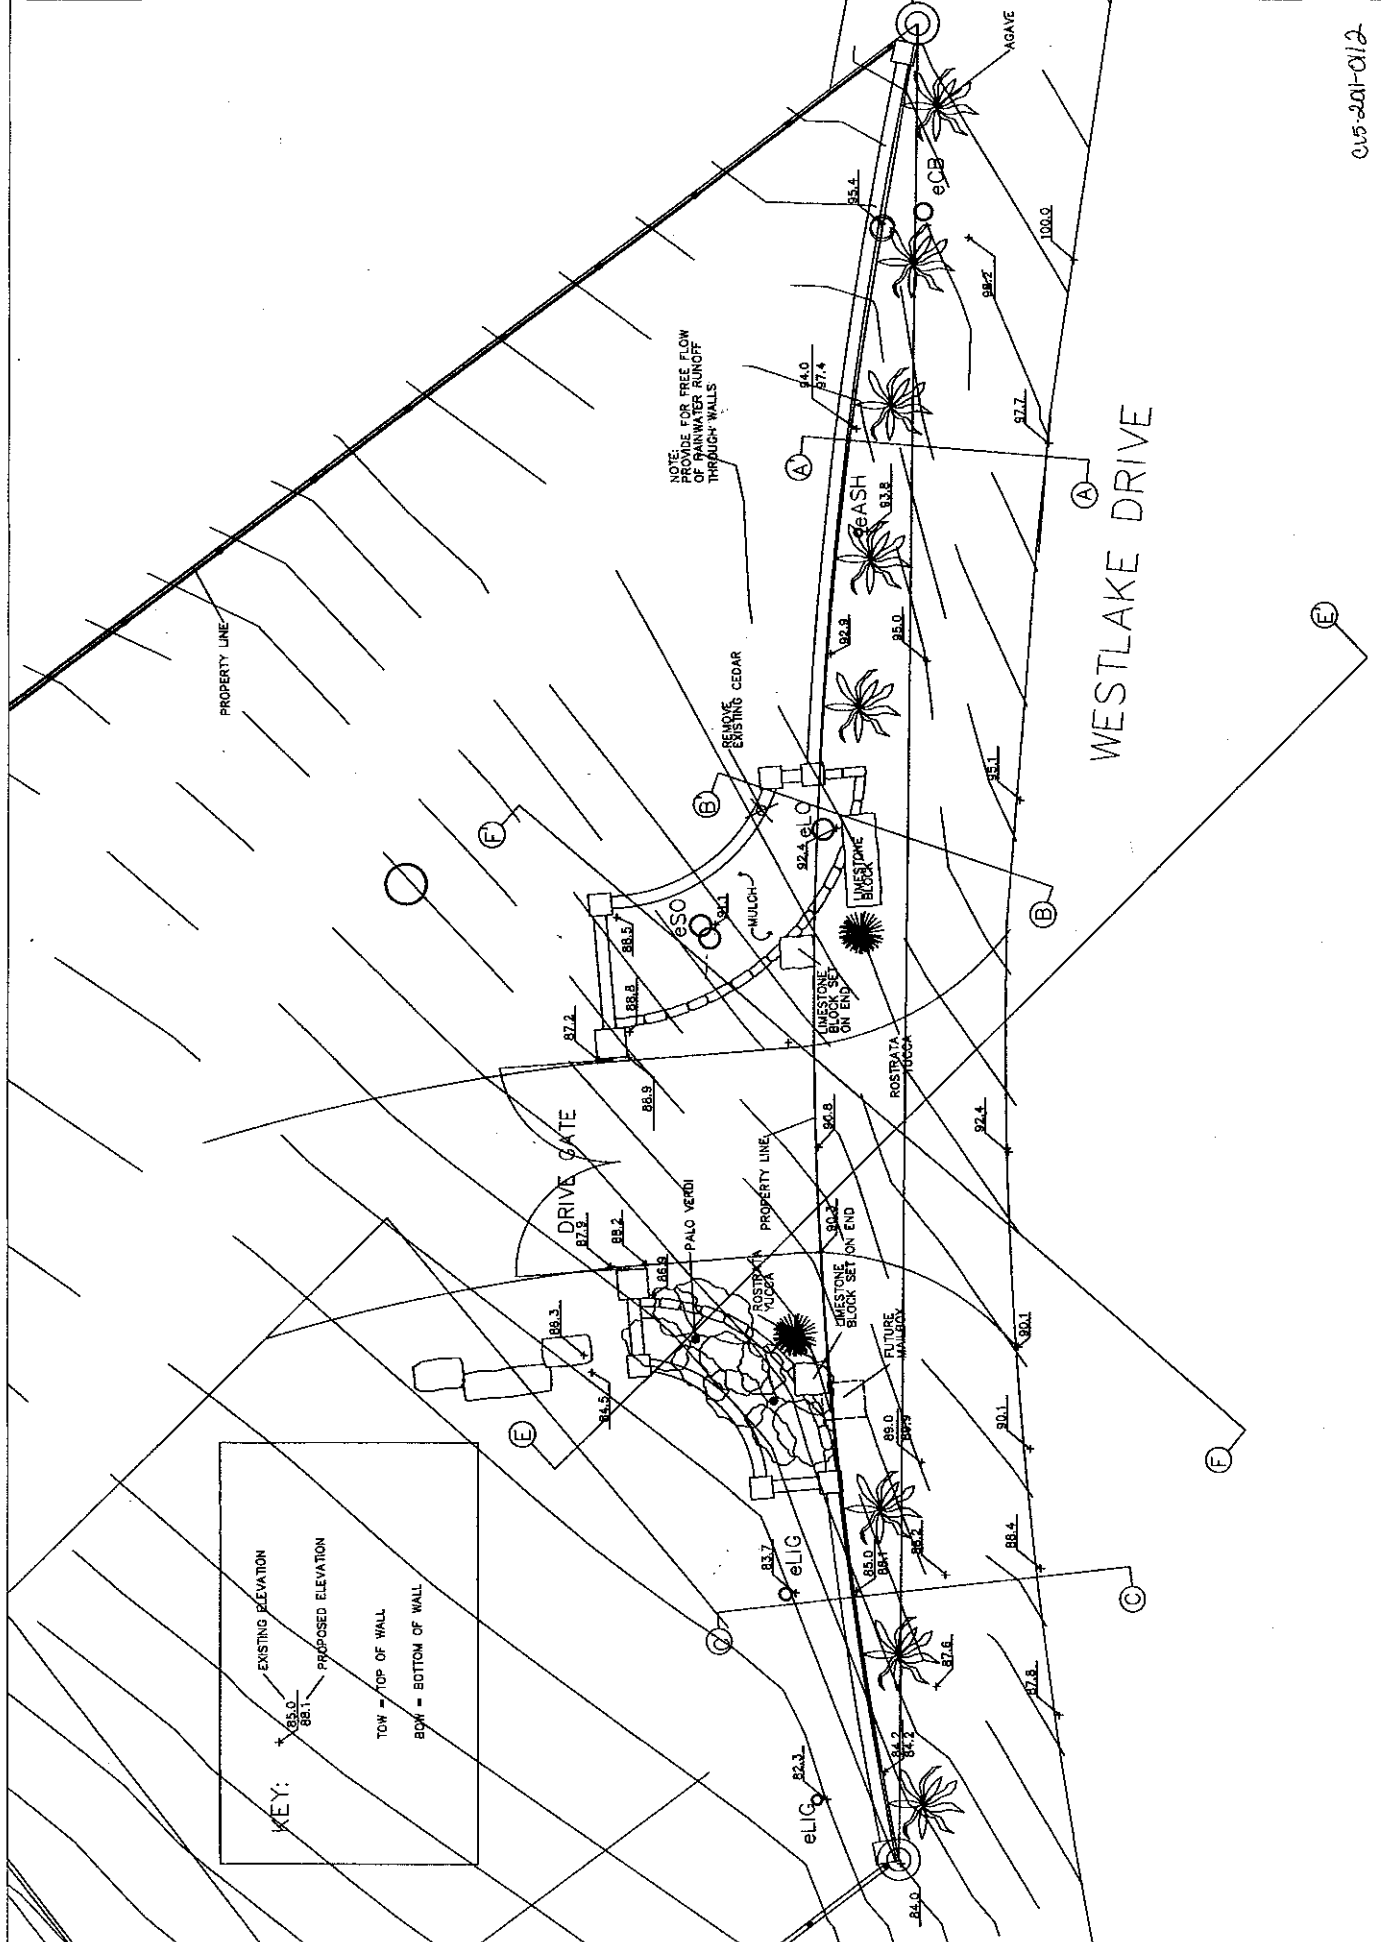 C15-2011-0112
AGAVE
eCB
95.4
100.0
98.2
97.7
NOTE:
PROVIDE FOR FREE FLOW
OF RAINWATER RUNOFF
THROUGH WALLS
94.0
97.4
A'
A
eASH
93.8
WESTLAKE DRIVE
PROPERTY LINE
92.9
95.0
E'
REMOVE
EXISTING CEDAR
B'
95.1
F'
eLO
92.4
LIMESTONE
BLOCK
B
eSO
91.1
MULCH
88.5
88.8
LIMESTONE
BLOCK SET
ON END
87.2
88.9
ROSTRATA
YUCCA
92.4
DRIVE GATE
PROPERTY LINE
90.8
PALO VERDI
87.9
88.2
86.9
90.3
ROSTRATA
YUCCA
LIMESTONE
BLOCK SET ON END
FUTURE
MAILBOX
90.1
84.5
E
89.0
90.1
F
KEY:
EXISTING ELEVATION
85.0
88.1
PROPOSED ELEVATION
TOW = TOP OF WALL
BOW = BOTTOM OF WALL
83.7
eLIG
85.0
88.1
88.4
C
87.6
87.8
82.3
eLIG
84.2
84.2
84.0